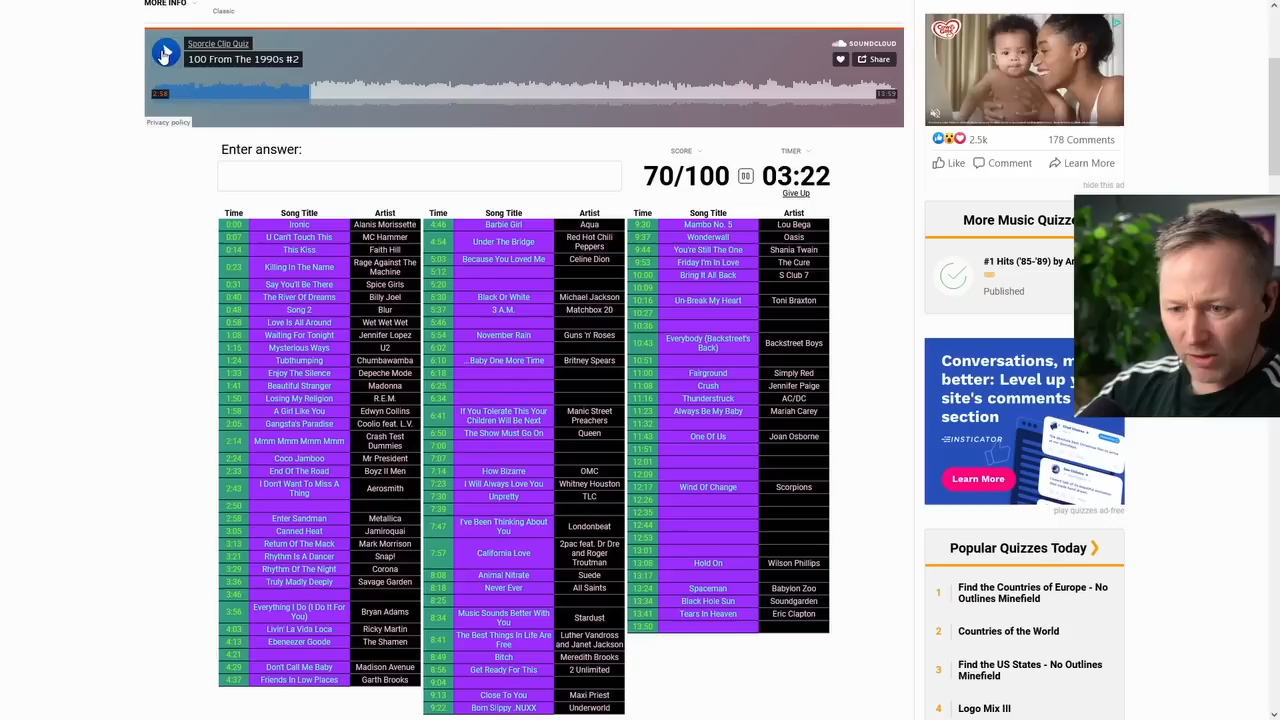 MORE INFO
Classic
Sporcle Clip Quiz
100 From The 1990s #2
SOUNDCLOUD
Share
2:58
13:59
Privacy policy
Enter answer:
SCORE
TIMER
70/100
03:22
Give Up
Time Song Title Artist
0:00 Ironic Alanis Morissette
0:07 U Can't Touch This MC Hammer
0:14 This Kiss Faith Hill
0:23 Killing In The Name Rage Against The Machine
0:31 Say You'll Be There Spice Girls
0:40 The River Of Dreams Billy Joel
0:48 Song 2 Blur
0:58 Love Is All Around Wet Wet Wet
1:08 Waiting For Tonight Jennifer Lopez
1:15 Mysterious Ways U2
1:24 Tubthumping Chumbawamba
1:33 Enjoy The Silence Depeche Mode
1:41 Beautiful Stranger Madonna
1:50 Losing My Religion R.E.M.
1:58 A Girl Like You Edwyn Collins
2:05 Gangsta's Paradise Coolio feat. L.V.
2:14 Mmm Mmm Mmm Mmm Crash Test Dummies
2:24 Coco Jamboo Mr President
2:33 End Of The Road Boyz II Men
2:43 I Don't Want To Miss A Thing Aerosmith
2:50
2:58 Enter Sandman Metallica
3:05 Canned Heat Jamiroquai
3:13 Return Of The Mack Mark Morrison
3:21 Rhythm Is A Dancer Snap!
3:29 Rhythm Of The Night Corona
3:36 Truly Madly Deeply Savage Garden
3:46
3:56 Everything I Do (I Do It For You) Bryan Adams
4:03 Livin' La Vida Loca Ricky Martin
4:13 Ebeneezer Goode The Shamen
4:21
4:29 Don't Call Me Baby Madison Avenue
4:37 Friends In Low Places Garth Brooks
Time Song Title Artist
4:46 Barbie Girl Aqua
4:54 Under The Bridge Red Hot Chili Peppers
5:03 Because You Loved Me Celine Dion
5:12
5:20
5:30 Black Or White Michael Jackson
5:37 3 A.M. Matchbox 20
5:46
5:54 November Rain Guns 'n' Roses
6:02
6:10 ...Baby One More Time Britney Spears
6:18
6:25
6:34
6:41 If You Tolerate This Your Children Will Be Next Manic Street Preachers
6:50 The Show Must Go On Queen
7:00
7:07
7:14 How Bizarre OMC
7:23 I Will Always Love You Whitney Houston
7:30 Unpretty TLC
7:39
7:47 I've Been Thinking About You Londonbeat
7:57 California Love 2pac feat. Dr Dre and Roger Troutman
8:08 Animal Nitrate Suede
8:18 Never Ever All Saints
8:25
8:34 Music Sounds Better With You Stardust
8:41 The Best Things In Life Are Free Luther Vandross and Janet Jackson
8:49 Bitch Meredith Brooks
8:56 Get Ready For This 2 Unlimited
9:04
9:13 Close To You Maxi Priest
9:22 Born Slippy .NUXX Underworld
Time Song Title Artist
9:30 Mambo No. 5 Lou Bega
9:37 Wonderwall Oasis
9:44 You're Still The One Shania Twain
9:53 Friday I'm In Love The Cure
10:00 Bring It All Back S Club 7
10:09
10:16 Un-Break My Heart Toni Braxton
10:27
10:36
10:43 Everybody (Backstreet's Back) Backstreet Boys
10:51
11:00 Fairground Simply Red
11:08 Crush Jennifer Paige
11:16 Thunderstruck AC/DC
11:23 Always Be My Baby Mariah Carey
11:32
11:43 One Of Us Joan Osborne
11:51
12:01
12:09
12:17 Wind Of Change Scorpions
12:26
12:35
12:44
12:53
13:01
13:08 Hold On Wilson Phillips
13:17
13:24 Spaceman Babylon Zoo
13:34 Black Hole Sun Soundgarden
13:41 Tears In Heaven Eric Clapton
13:50
2.5k
178 Comments
Like
Comment
Learn More
hide this ad
More Music Quizz
#1 Hits ('85-'89) by Ar
Published
Conversations, m
better: Level up y
site's comments
section
INSTICATOR
Learn More
play quizzes ad-free
Popular Quizzes Today
1 Find the Countries of Europe - No
Outlines Minefield
2 Countries of the World
3 Find the US States - No Outlines
Minefield
4 Logo Mix III